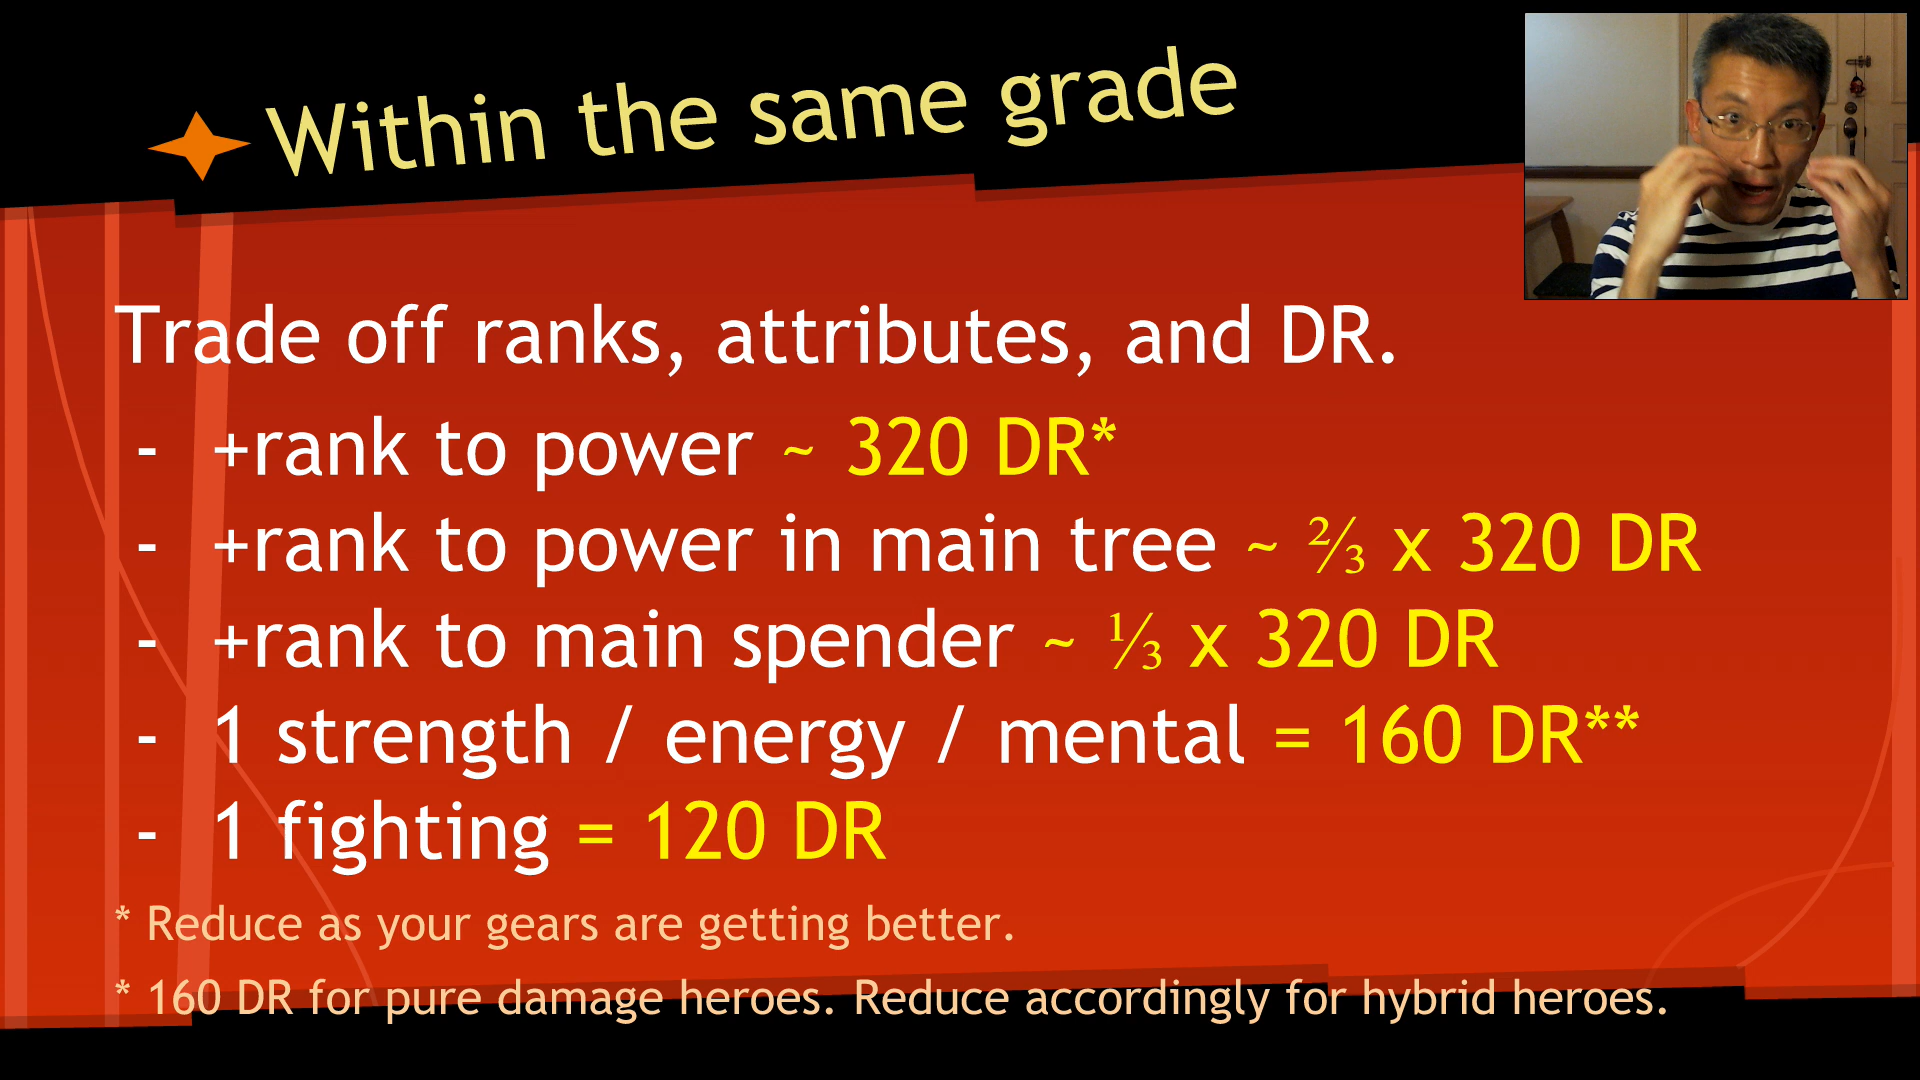 Within the same grade
Trade off ranks, attributes, and DR.
- +rank to power ~ 320 DR*
- +rank to power in main tree ~ ⅔ x 320 DR
- +rank to main spender ~ ⅓ x 320 DR
- 1 strength / energy / mental = 160 DR**
- 1 fighting = 120 DR
* Reduce as your gears are getting better.
* 160 DR for pure damage heroes. Reduce accordingly for hybrid heroes.